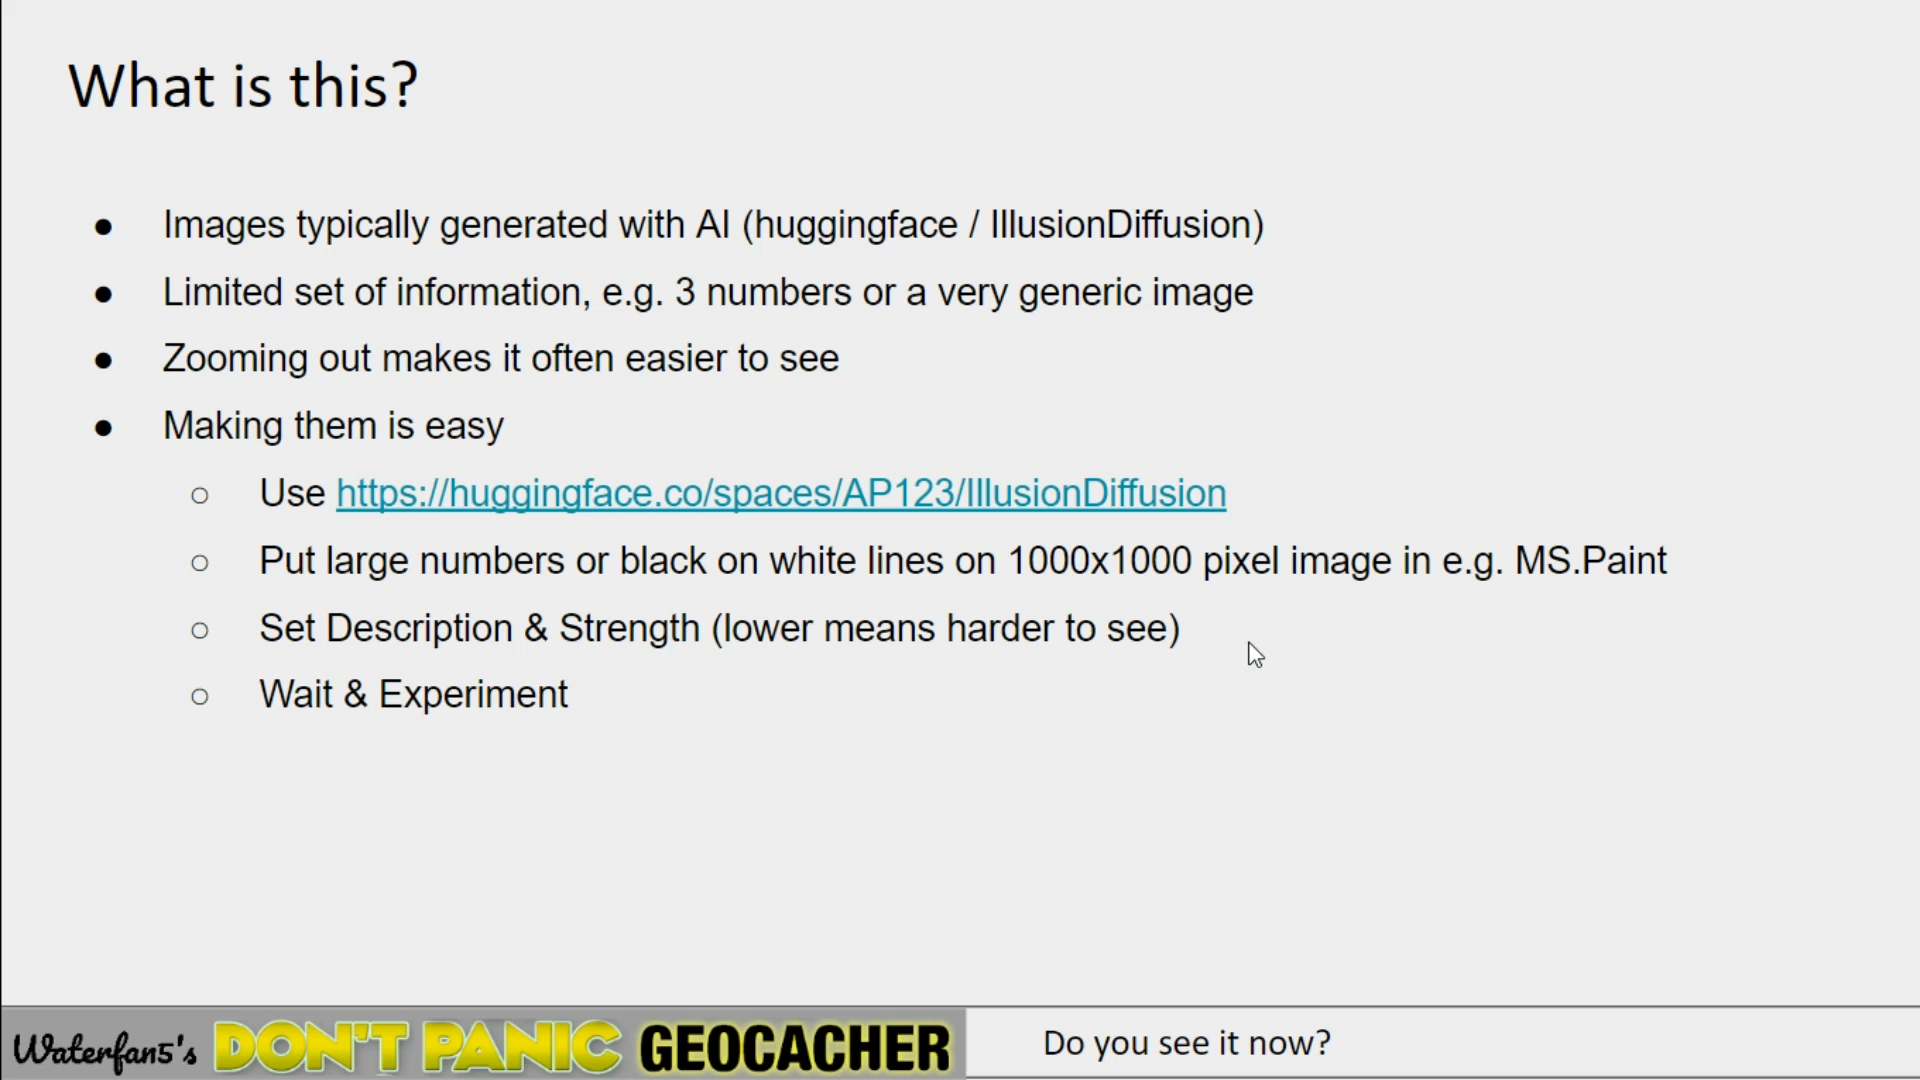 What is this?
● Images typically generated with AI (huggingface / IllusionDiffusion)
● Limited set of information, e.g. 3 numbers or a very generic image
● Zooming out makes it often easier to see
● Making them is easy
○ Use https://huggingface.co/spaces/AP123/IllusionDiffusion
○ Put large numbers or black on white lines on 1000x1000 pixel image in e.g. MS.Paint
○ Set Description & Strength (lower means harder to see)
○ Wait & Experiment
Waterfan5's DON'T PANIC GEOCACHER
Do you see it now?